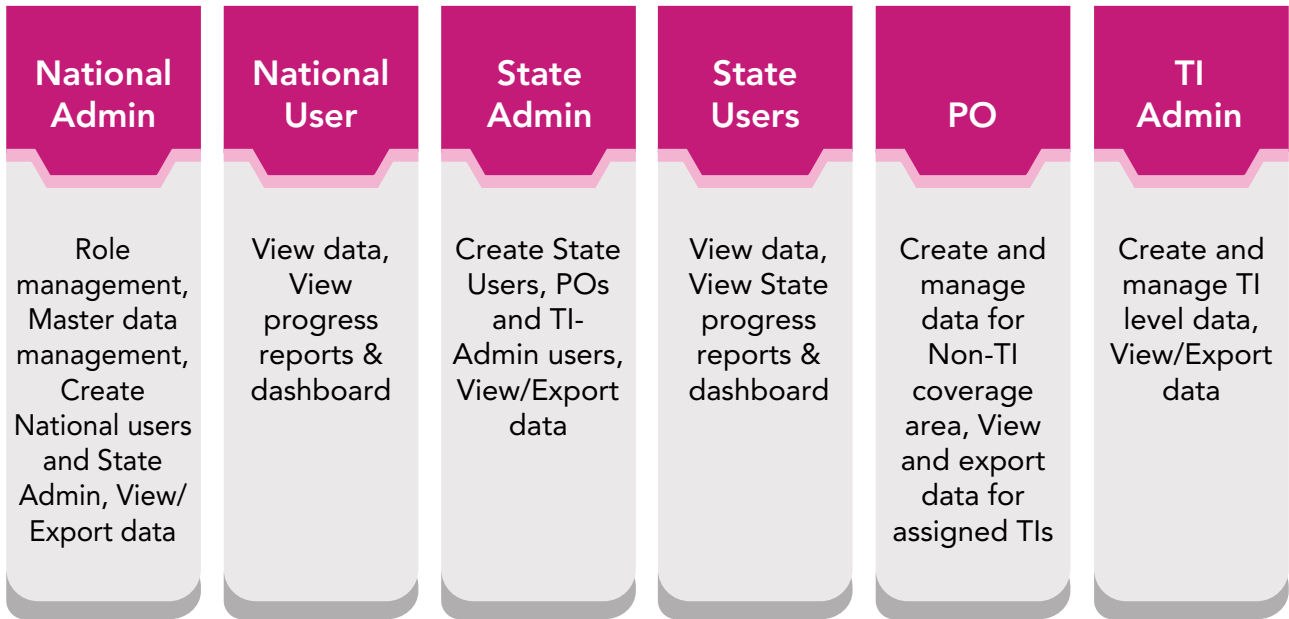 National
Admin
Role
management,
Master data
management,
Create
National users
and State
Admin, View/
Export data
National
User
View data,
View
progress
reports &
dashboard
State
Admin
Create State
Users, POs
and TI-
Admin users,
View/Export
data
State
Users
View data,
View State
progress
reports &
dashboard
PO
Create and
manage
data for
Non-TI
coverage
area, View
and export
data for
assigned TIs
TI
Admin
Create and
manage TI
level data,
View/Export
data